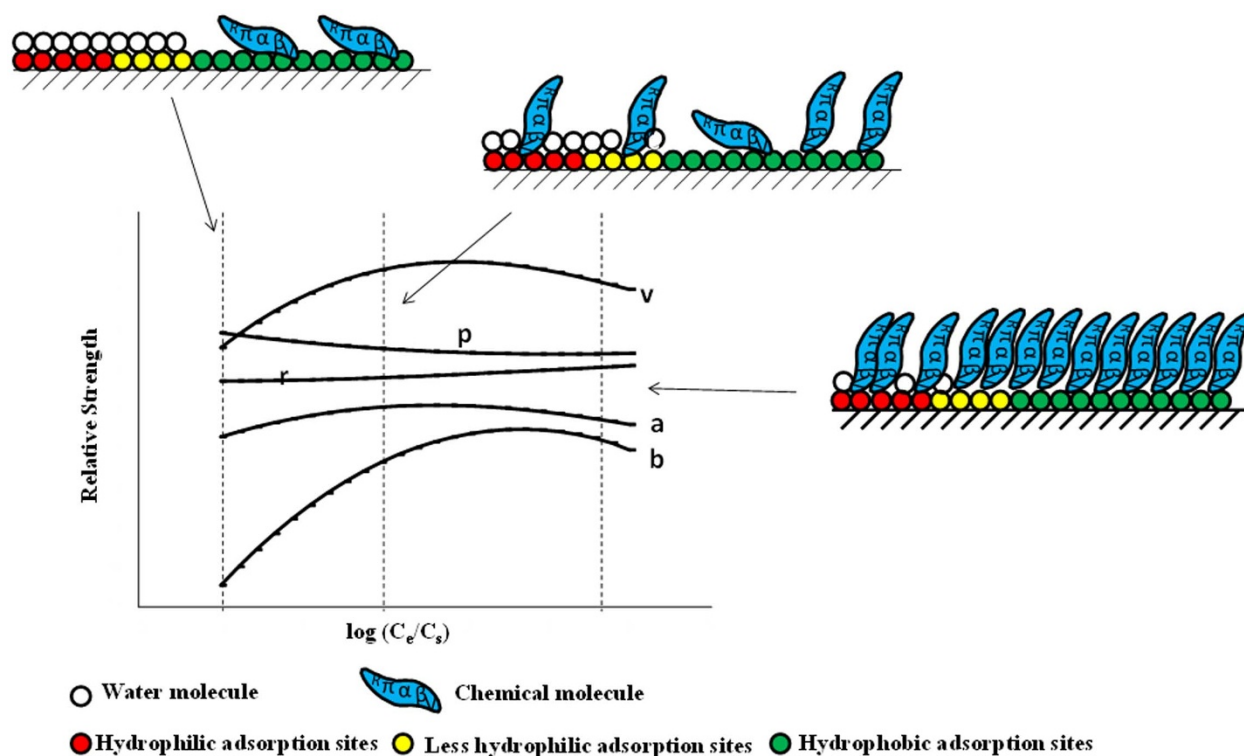 R π α β
R π α β
R π α β
R π α β
R π α β
R π α β
R π α β
v
p
r
a
b
Relative Strength
log (Ce/Cs)
R π α β
R π α β
R π α β
R π α β
R π α β
R π α β
R π α β
R π α β
R π α β
R π α β
R π α β
Water molecule
R π α β
Chemical molecule
Hydrophilic adsorption sites
Less hydrophilic adsorption sites
Hydrophobic adsorption sites